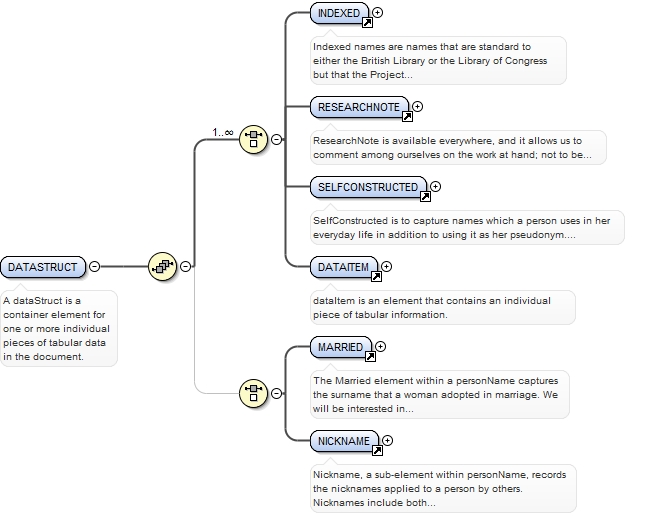 INDEXED
Indexed names are names that are standard to
either the British Library or the Library of Congress
but that the Project...
RESEARCHNOTE
ResearchNote is available everywhere, and it allows us to
comment among ourselves on the work at hand; not to be...
1..∞
SELFCONSTRUCTED
SelfConstructed is to capture names which a person uses in her
everyday life in addition to using it as her pseudonym....
DATASTRUCT
A dataStruct is a
container element for
one or more individual
pieces of tabular data
in the document.
DATAITEM
dataItem is an element that contains an individual
piece of tabular information.
MARRIED
The Married element within a personName captures
the surname that a woman adopted in marriage. We
will be interested in...
NICKNAME
Nickname, a sub-element within personName, records
the nicknames applied to a person by others.
Nicknames include both...